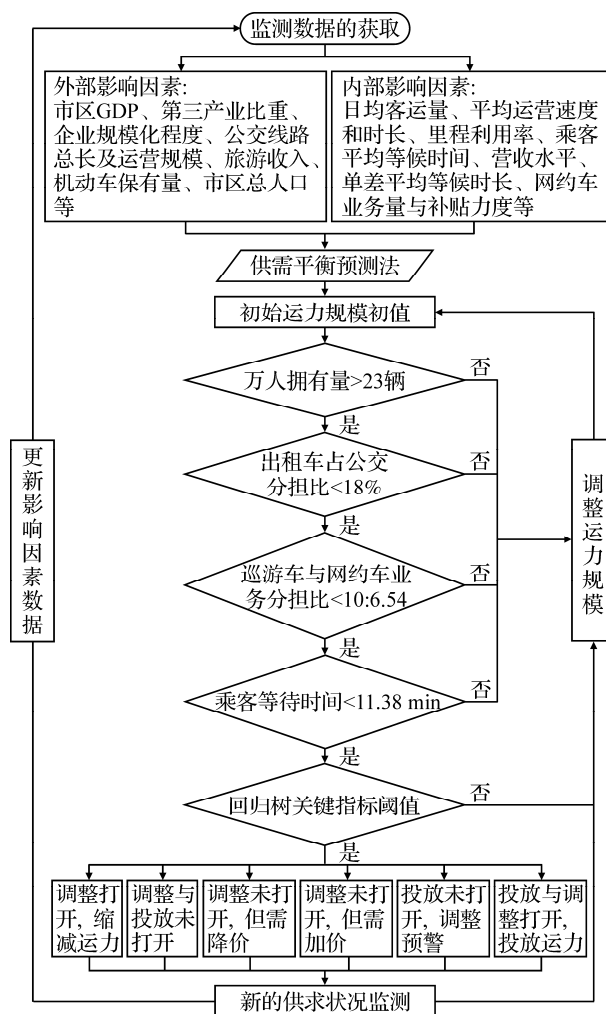 监测数据的获取
外部影响因素:
市区GDP、第三产业比重、
企业规模化程度、公交线路
总长及运营规模、旅游收入、
机动车保有量、市区总人口
等
内部影响因素:
日均客运量、平均运营速度
和时长、里程利用率、乘客
平均等候时间、营收水平、
单差平均等候时长、网约车
业务量与补贴力度等
供需平衡预测法
初始运力规模初值
万人拥有量>23辆
否
是
出租车占公交
分担比<18%
否
是
巡游车与网约车业
务分担比<10:6.54
否
是
乘客等待时间<11.38 min
否
是
回归树关键指标阈值
否
是
更新影响因素数据
调整运力规模
调整打
开, 缩
减运力
调整与
投放未
打开
调整未打
开, 但需
降价
调整未打
开, 但需
加价
投放未打
开, 调整
预警
投放与调
整打开,
投放运力
新的供求状况监测